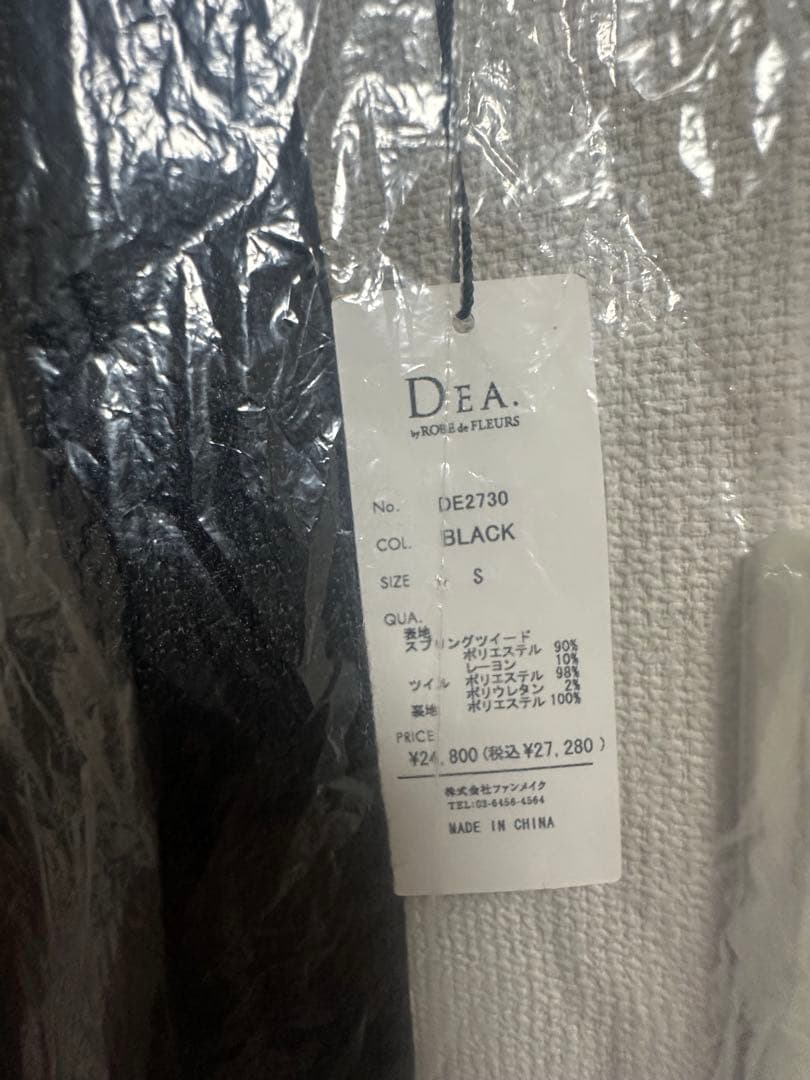 DEA.
by ROBE de FLEURS
No. DE2730
COL. BLACK
SIZE S
QUA.
表地
スプリングツイード
ポリエステル 90%
レーヨン 10%
ツイル ポリエステル 98%
ポリウレタン 2%
裏地 ポリエステル 100%
PRICE
¥24,800 (税込¥27,280)
株式会社ファンメイク
TEL:03-6456-4564
MADE IN CHINA